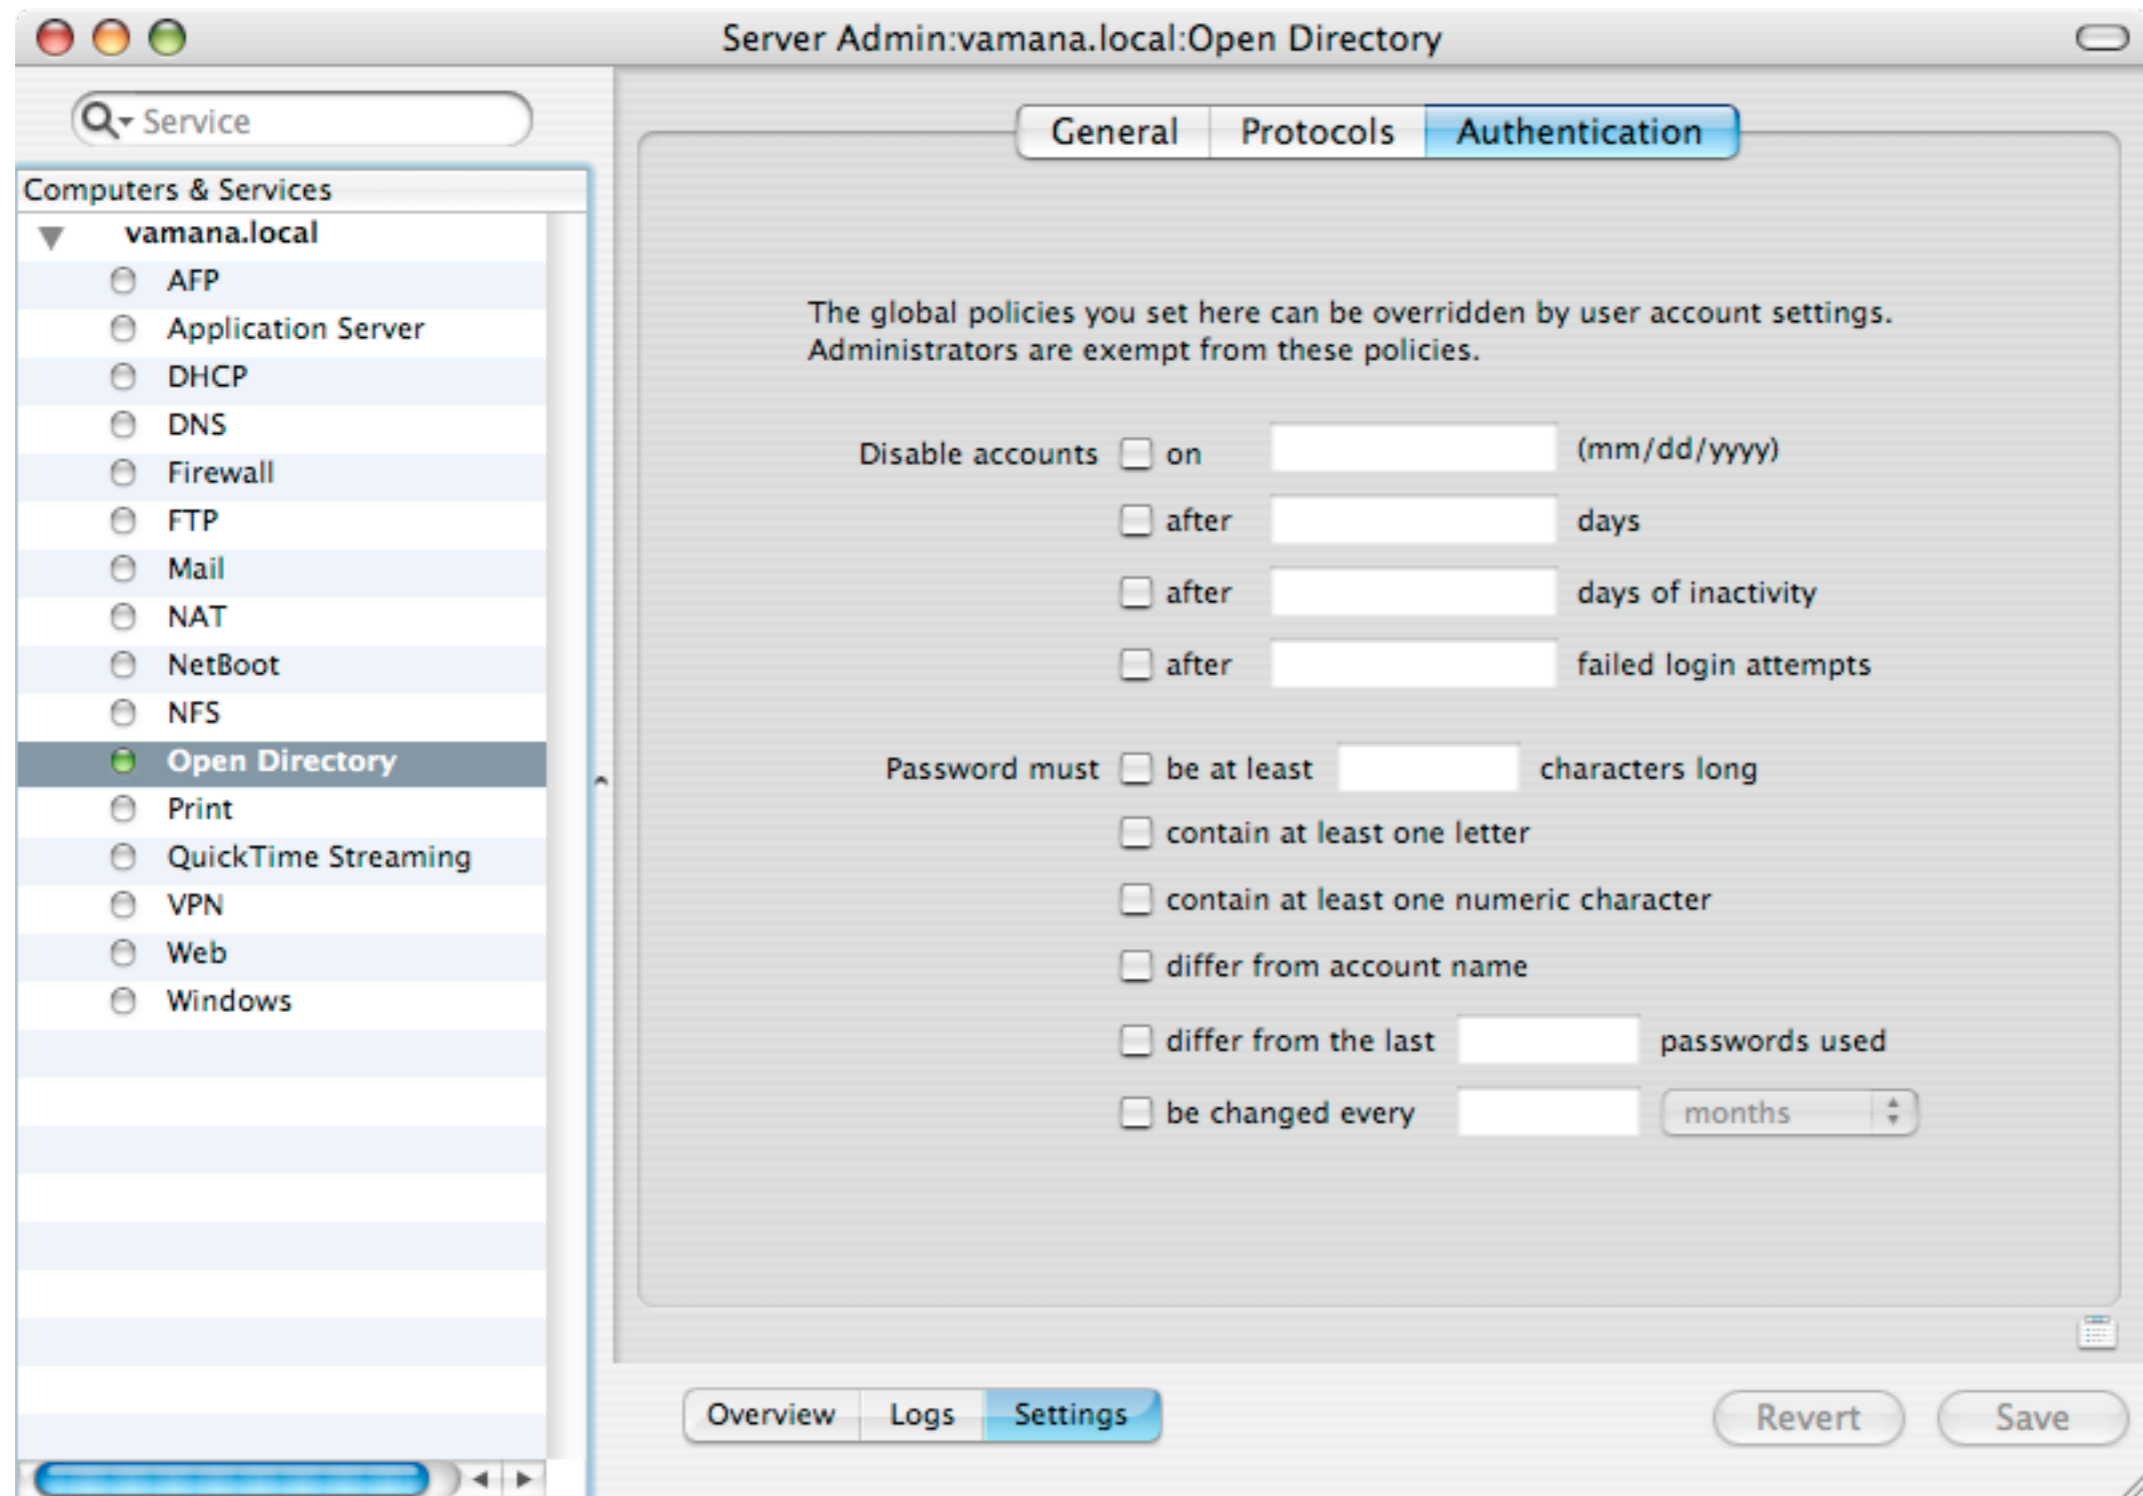 Server Admin:vamana.local:Open Directory
Service
Computers & Services
vamana.local
AFP
Application Server
DHCP
DNS
Firewall
FTP
Mail
NAT
NetBoot
NFS
Open Directory
Print
QuickTime Streaming
VPN
Web
Windows
General Protocols Authentication
The global policies you set here can be overridden by user account settings.
Administrators are exempt from these policies.
Disable accounts on (mm/dd/yyyy)
after days
after days of inactivity
after failed login attempts
Password must be at least characters long
contain at least one letter
contain at least one numeric character
differ from account name
differ from the last passwords used
be changed every months
Overview Logs Settings Revert Save